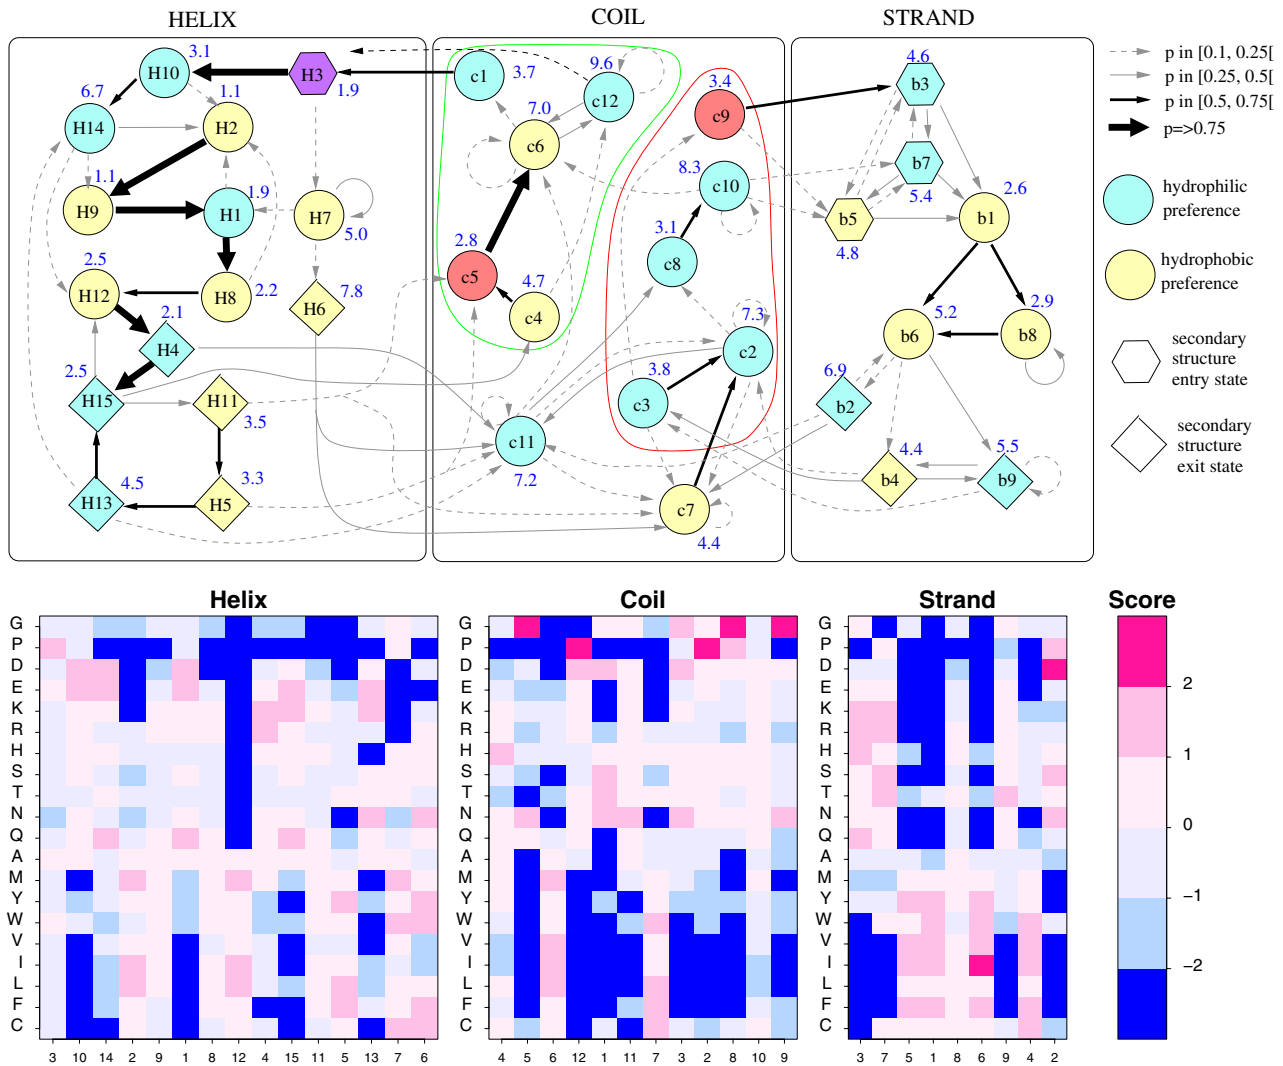 HELIX COIL STRAND
H10 3.1 H3 1.9 c1 3.7 9.6 c12 3.4 c9 4.6 b3 p in [0.1, 0.25[
p in [0.25, 0.5[
p in [0.5, 0.75[
p=>0.75
6.7 H14 1.1 H2 7.0 c6 b7 5.4
1.1 H9 1.9 H1 H7 5.0 8.3 c10 b5 4.8 2.6 b1 hydrophilic
preference
2.5 H12 H8 2.2 7.8 H6 2.8 c5 4.7 c4 3.1 c8 hydrophobic
preference
2.1 H4 7.3 c2 5.2 b6 2.9 b8 secondary
structure
entry state
2.5 H15 H11 3.5 3.8 c3 6.9 b2
c11 7.2 secondary
structure
exit state
H13 4.5 3.3 H5 c7 4.4 4.4 b4 5.5 b9
Helix Coil Strand Score
G G G
P P P
D D D
E E E
K K K
R R R
H H H
S S S
T T T
N N N
Q Q Q
A A A
M M M
Y Y Y
W W W
V V V
I I I
L L L
F F F
C C C
2
1
0
−1
−2
3 10 14 2 9 1 8 12 4 15 11 5 13 7 6 4 5 6 12 1 11 7 3 2 8 10 9 3 7 5 1 8 6 9 4 2